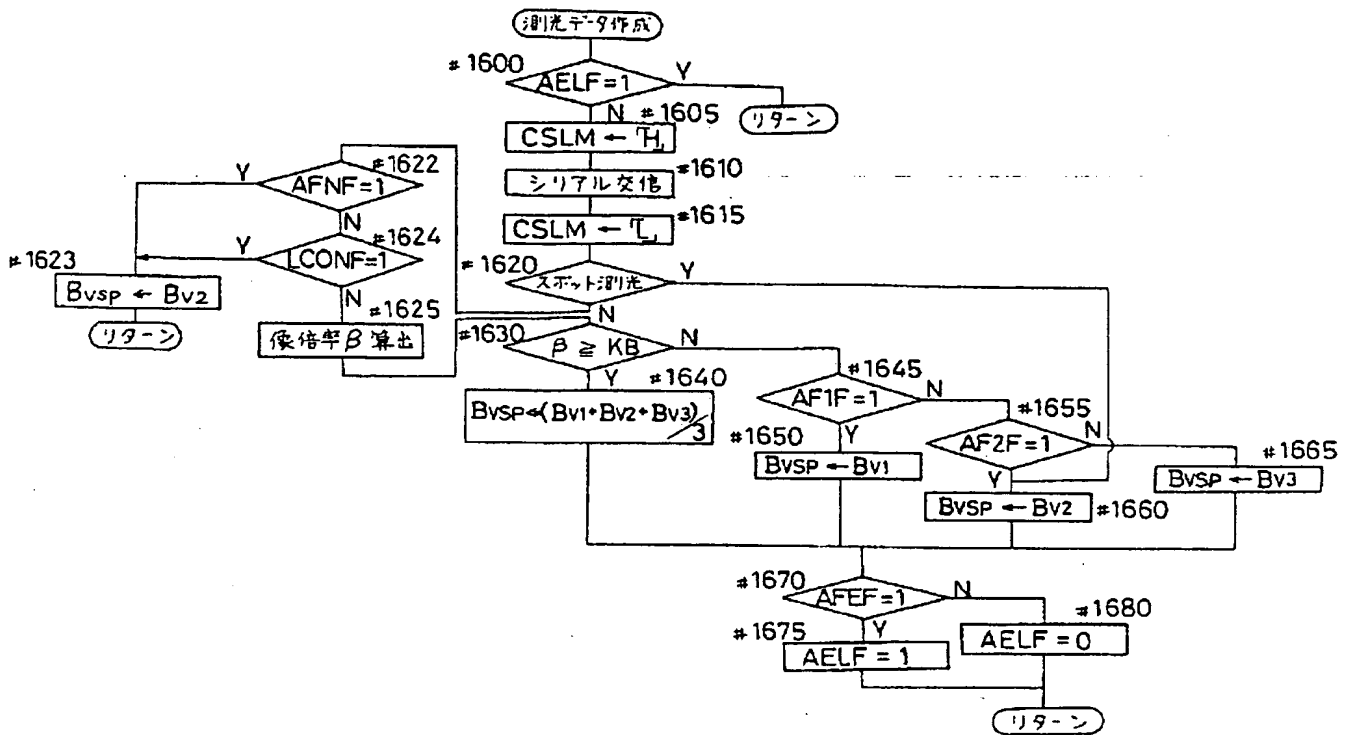 測光データ作成
#1600
AELF=1
Y
N
リターン
#1605
CSLM ← 「H」
#1610
シリアル交信
#1615
CSLM ← 「L」
#1620
スポット測光
Y
N
#1622
AFNF=1
Y
N
#1624
LCONF=1
Y
N
#1623
BVSP ← BV2
リターン
#1625
像倍率β算出
#1630
β ≧ KB
N
Y
#1640
BVSP←(BV1+BV2+BV3)/3
#1645
AF1F=1
N
Y
#1650
BVSP ← BV1
#1655
AF2F=1
N
Y
BVSP ← BV2
#1660
#1665
BVSP ← BV3
#1670
AFEF=1
N
Y
#1675
AELF = 1
#1680
AELF = 0
リターン